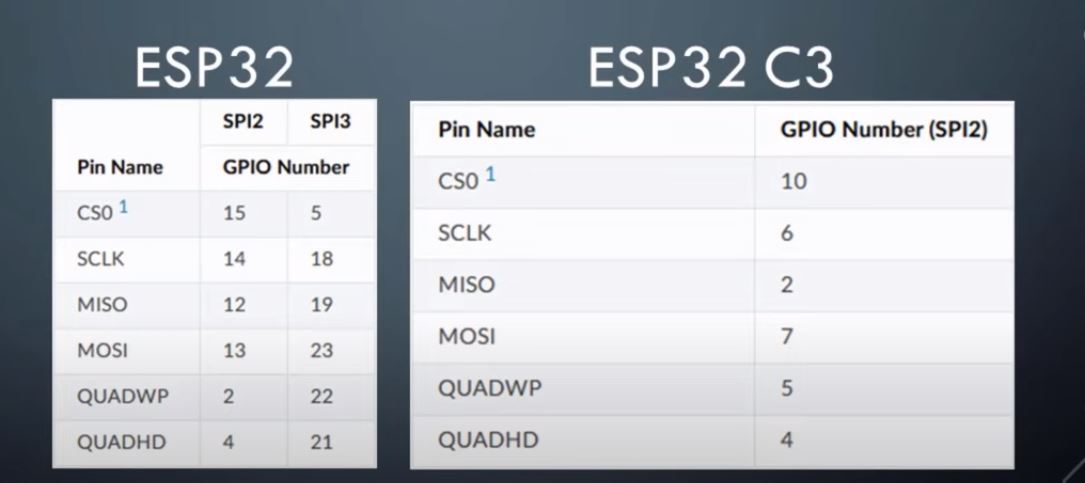 ESP32
SPI2 SPI3
Pin Name GPIO Number
CS0 1 15 5
SCLK 14 18
MISO 12 19
MOSI 13 23
QUADWP 2 22
QUADHD 4 21
ESP32 C3
Pin Name GPIO Number (SPI2)
CS0 1 10
SCLK 6
MISO 2
MOSI 7
QUADWP 5
QUADHD 4